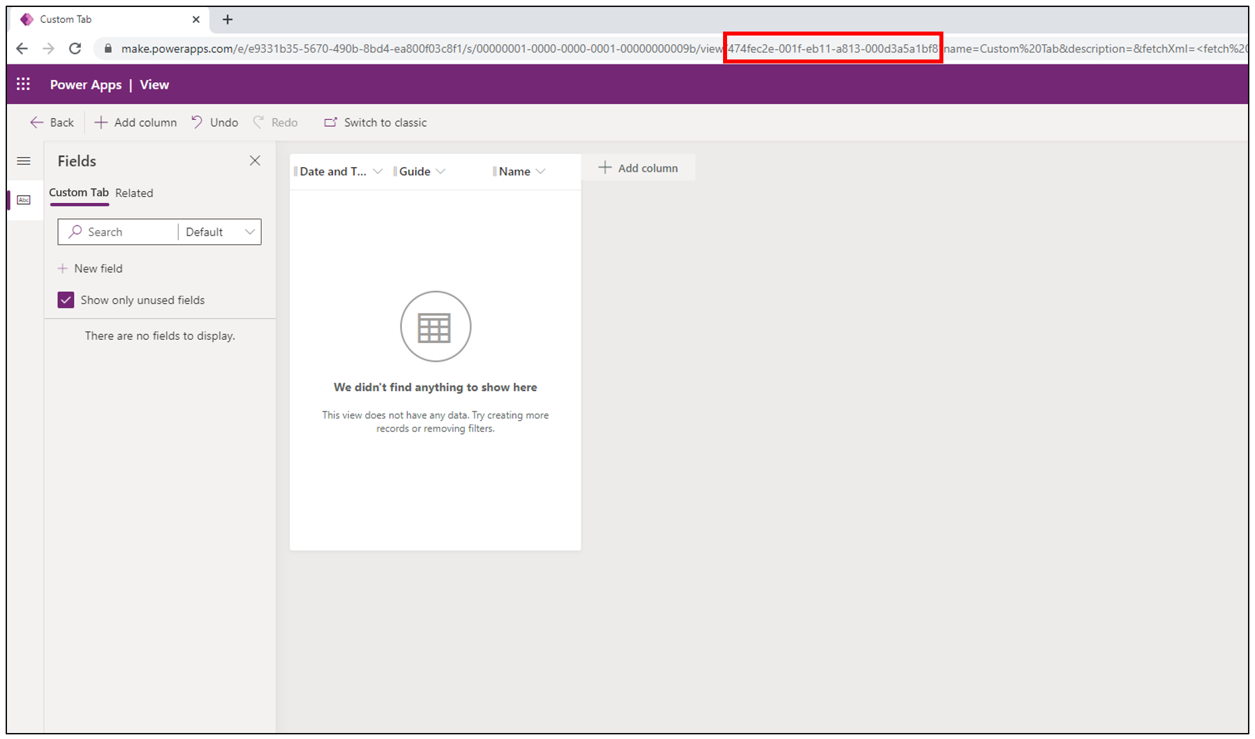 Custom Tab
make.powerapps.com/e/e9331b35-5670-490b-8bd4-ea800f03c8f1/s/00000001-0000-0000-0001-00000000009b/view/474fec2e-001f-eb11-a813-000d3a5a1bf8?name=Custom%20Tab&description=&fetchXml=<fetch%20
Power Apps | View
Back Add column Undo Redo Switch to classic
Fields
Custom Tab Related
Search Default
New field
Show only unused fields
There are no fields to display.
Abc
Date and T... Guide Name Add column
We didn't find anything to show here
This view does not have any data. Try creating more
records or removing filters.